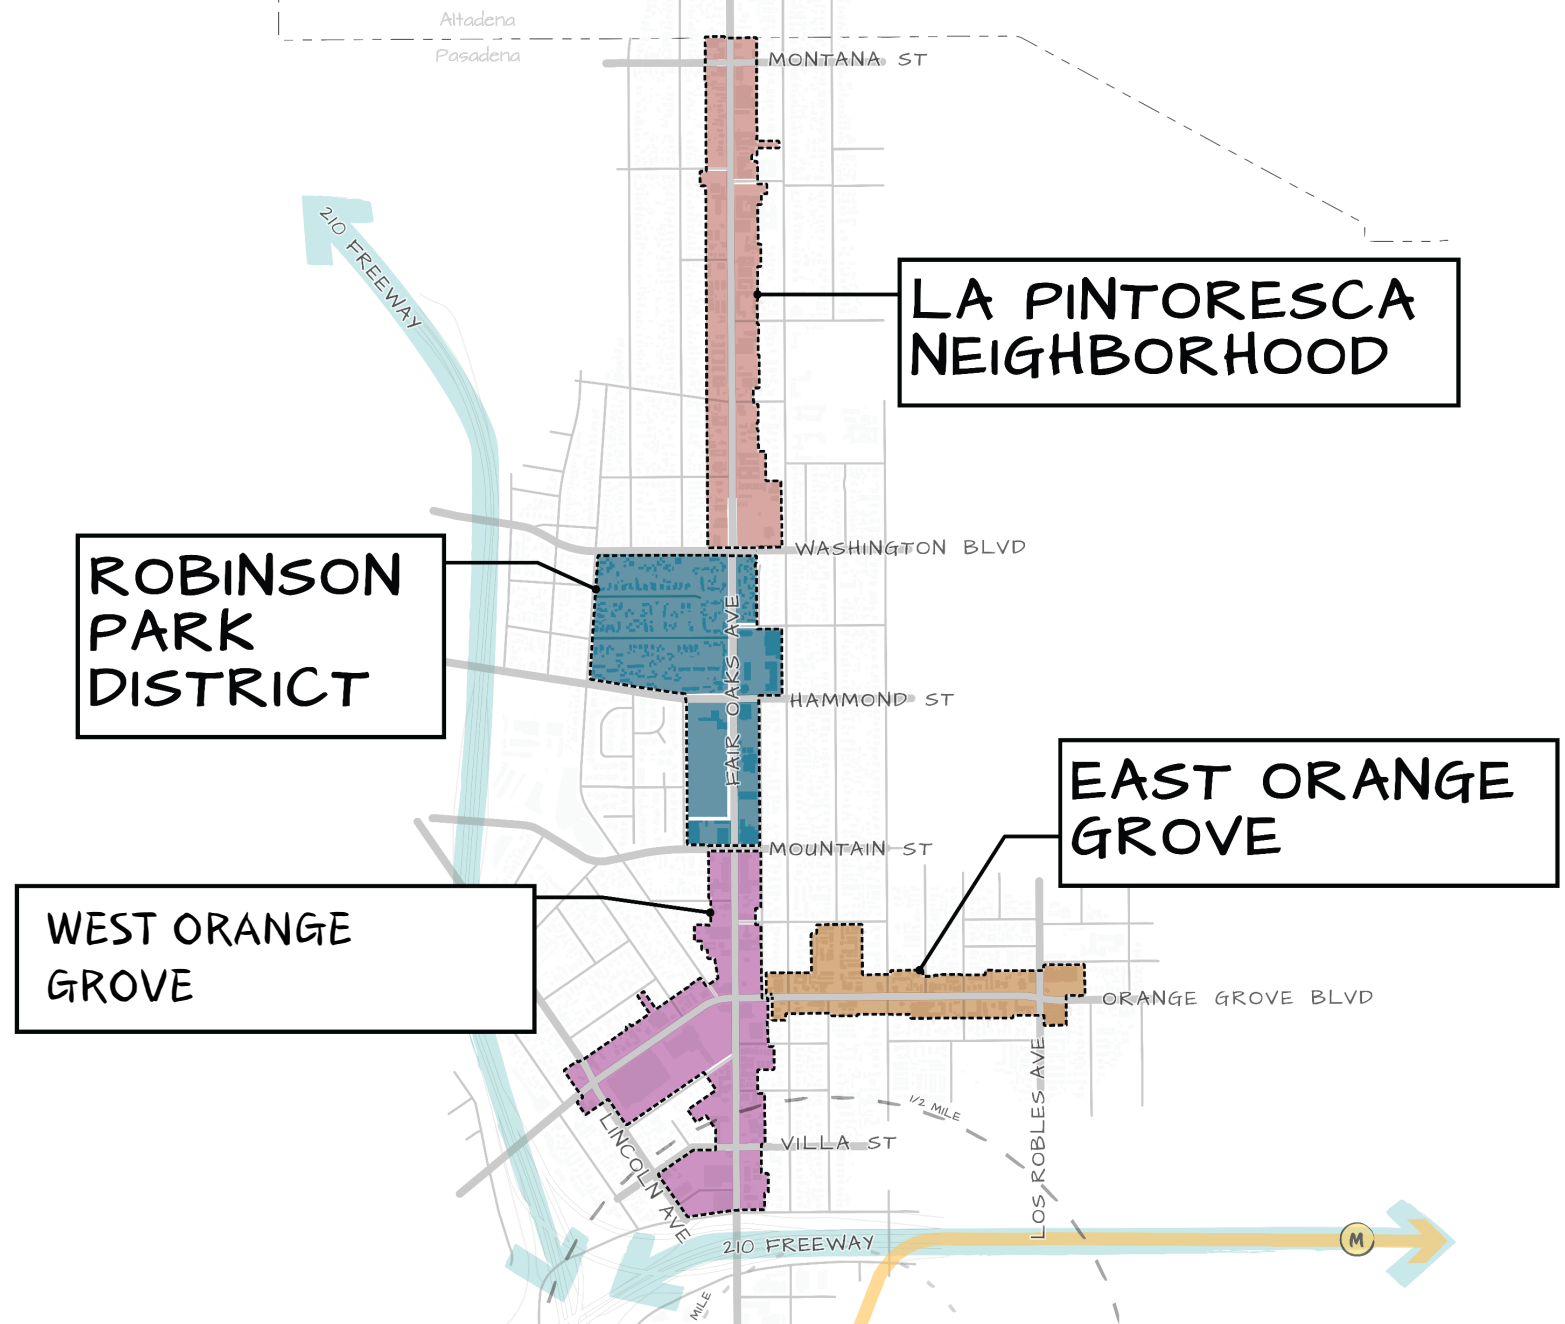 Altadena
Pasadena
MONTANA ST
210 FREEWAY
LA PINTORESCA
NEIGHBORHOOD
WASHINGTON BLVD
ROBINSON
PARK
DISTRICT
FAIR OAKS AVE
HAMMOND ST
EAST ORANGE
GROVE
MOUNTAIN ST
WEST ORANGE
GROVE
ORANGE GROVE BLVD
LOS ROBLES AVE
1/2 MILE
LINCOLN AVE
VILLA ST
210 FREEWAY
M
MILE